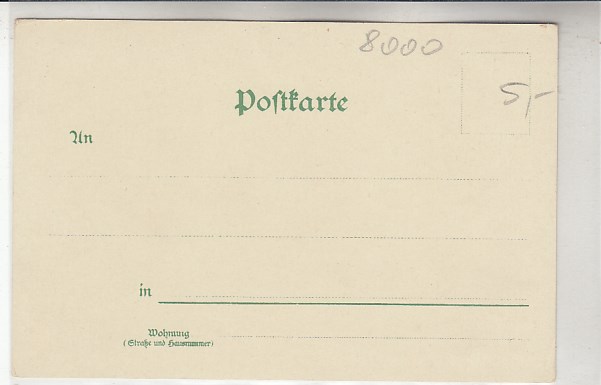 8000
Postkarte
5,-
An
in
Wohnung
(Straße und Hausnummer)